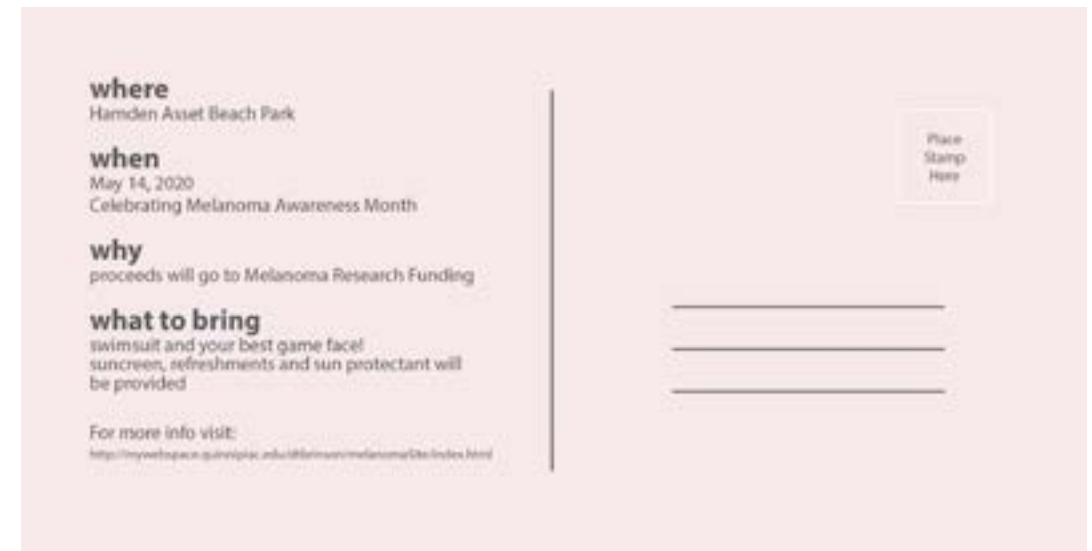 where
Hamden Asset Beach Park
when
May 14, 2020
Celebrating Melanoma Awareness Month
why
proceeds will go to Melanoma Research Funding
what to bring
swimsuit and your best game face!
suncreen, refreshments and sun protectant will
be provided
For more info visit:
Place
Stamp
Here